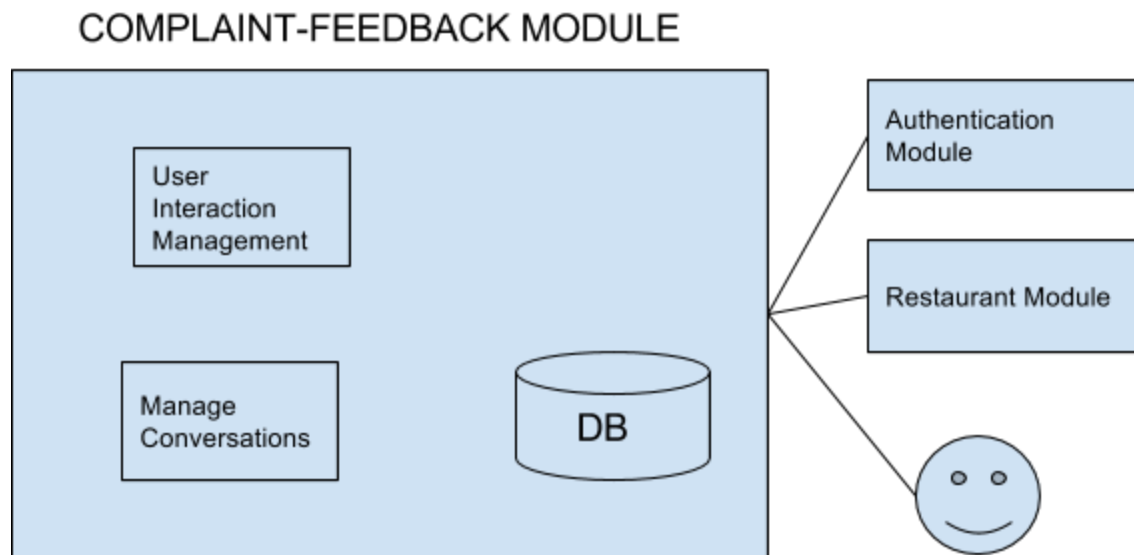 COMPLAINT-FEEDBACK MODULE
User
Interaction
Management
Manage
Conversations
DB
Authentication
Module
Restaurant Module